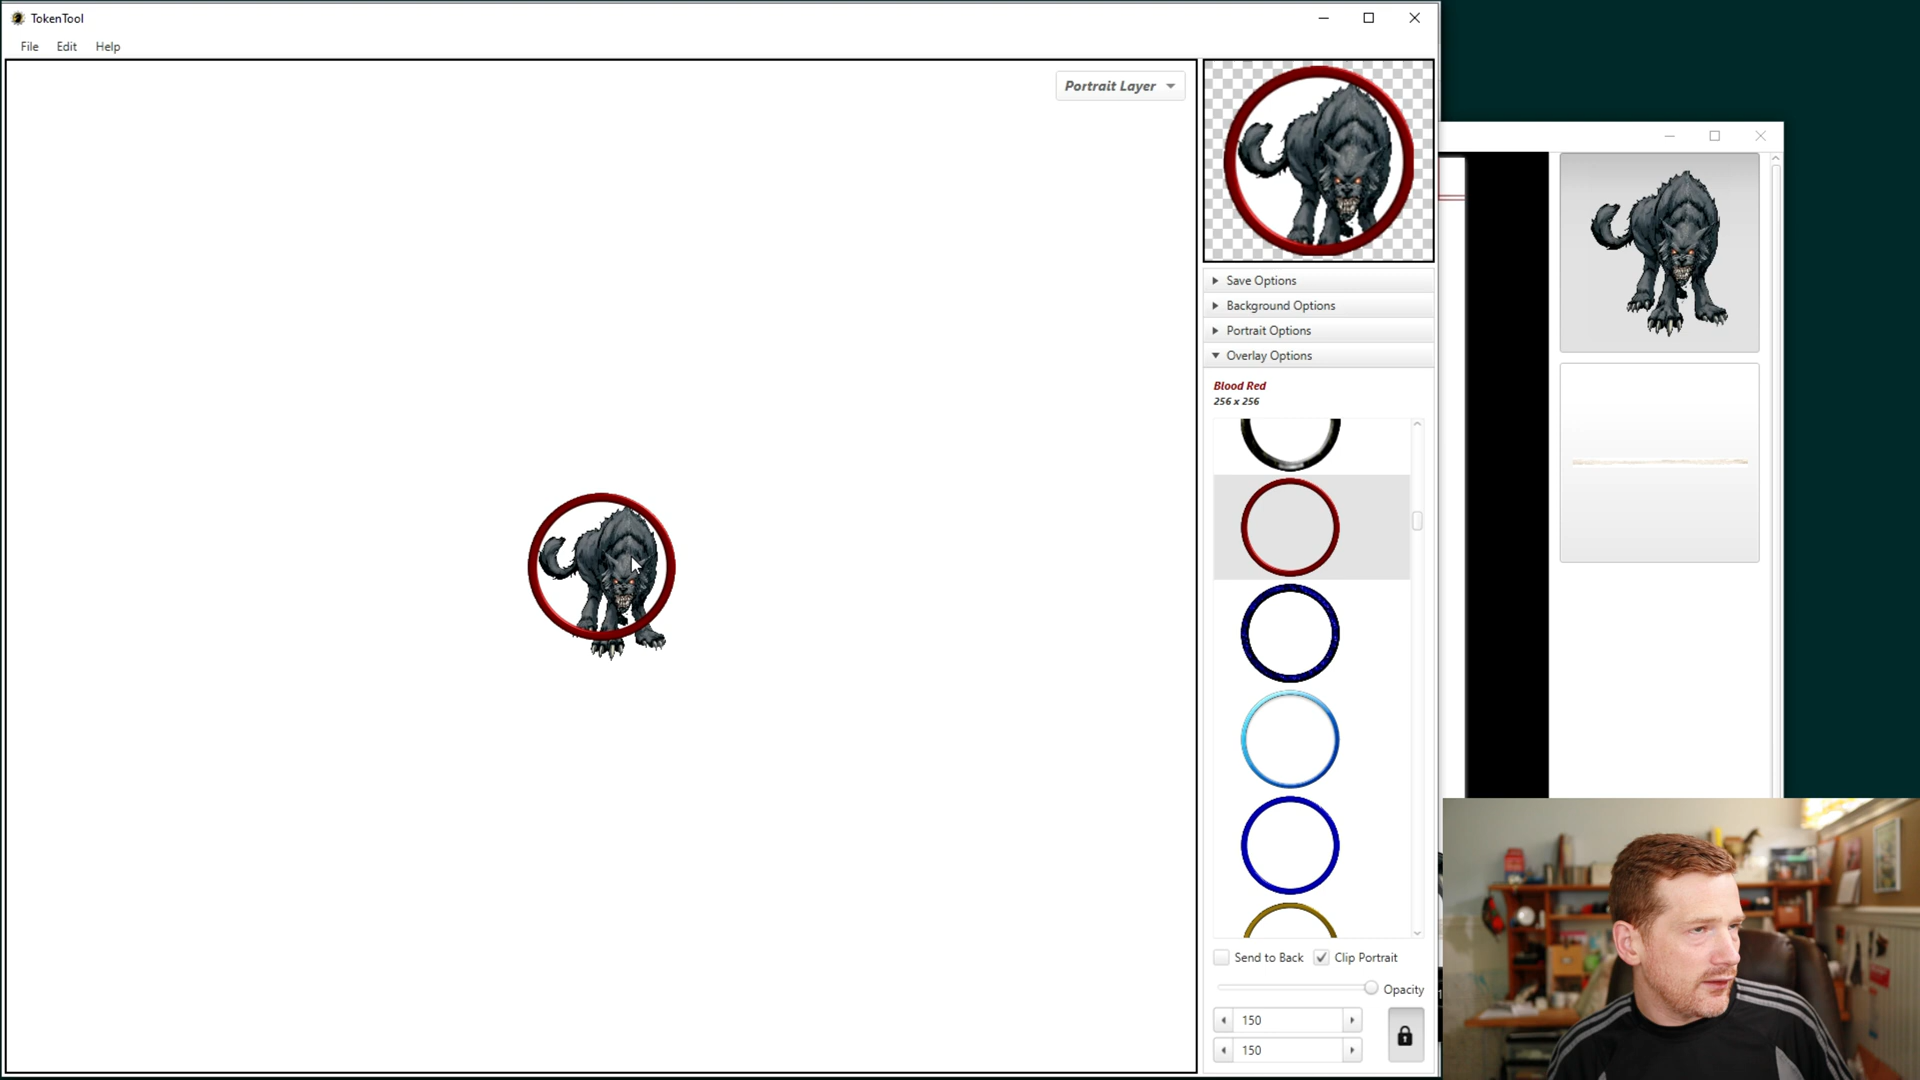 TokenTool
File Edit Help
Portrait Layer
Save Options
Background Options
Portrait Options
Overlay Options
Blood Red
256 x 256
Send to Back Clip Portrait
Opacity
150
150